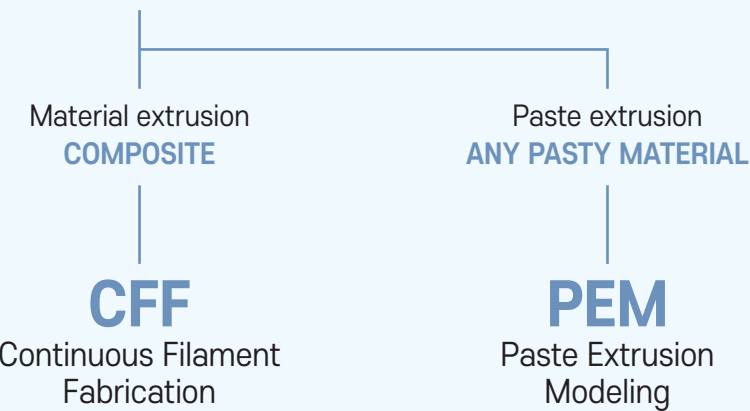 Material extrusion
COMPOSITE
CFF
Continuous Filament
Fabrication
Paste extrusion
ANY PASTY MATERIAL
PEM
Paste Extrusion
Modeling